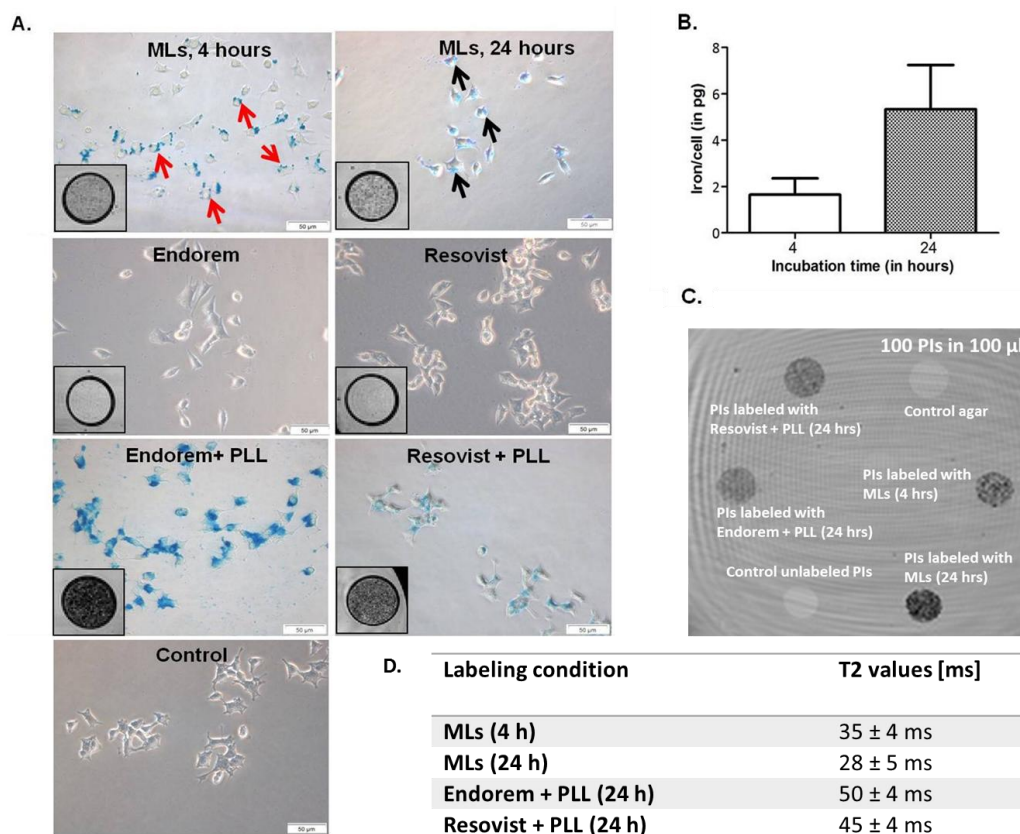 A.
MLs, 4 hours
50 µm
MLs, 24 hours
50 µm
Endorem
50 µm
Resovist
50 µm
Endorem+ PLL
50 µm
Resovist + PLL
50 µm
Control
50 µm
B.
Iron/cell (in pg)
8
6
4
2
0
4
24
Incubation time (in hours)
C.
100 PIs in 100 µl
PIs labeled with
Resovist + PLL (24 hrs)
Control agar
PIs labeled with
MLs (4 hrs)
PIs labeled with
Endorem + PLL (24 hrs)
Control unlabeled PIs
PIs labeled with
MLs (24 hrs)
D.
Labeling condition T2 values [ms]
MLs (4 h) 35 ± 4 ms
MLs (24 h) 28 ± 5 ms
Endorem + PLL (24 h) 50 ± 4 ms
Resovist + PLL (24 h) 45 ± 4 ms